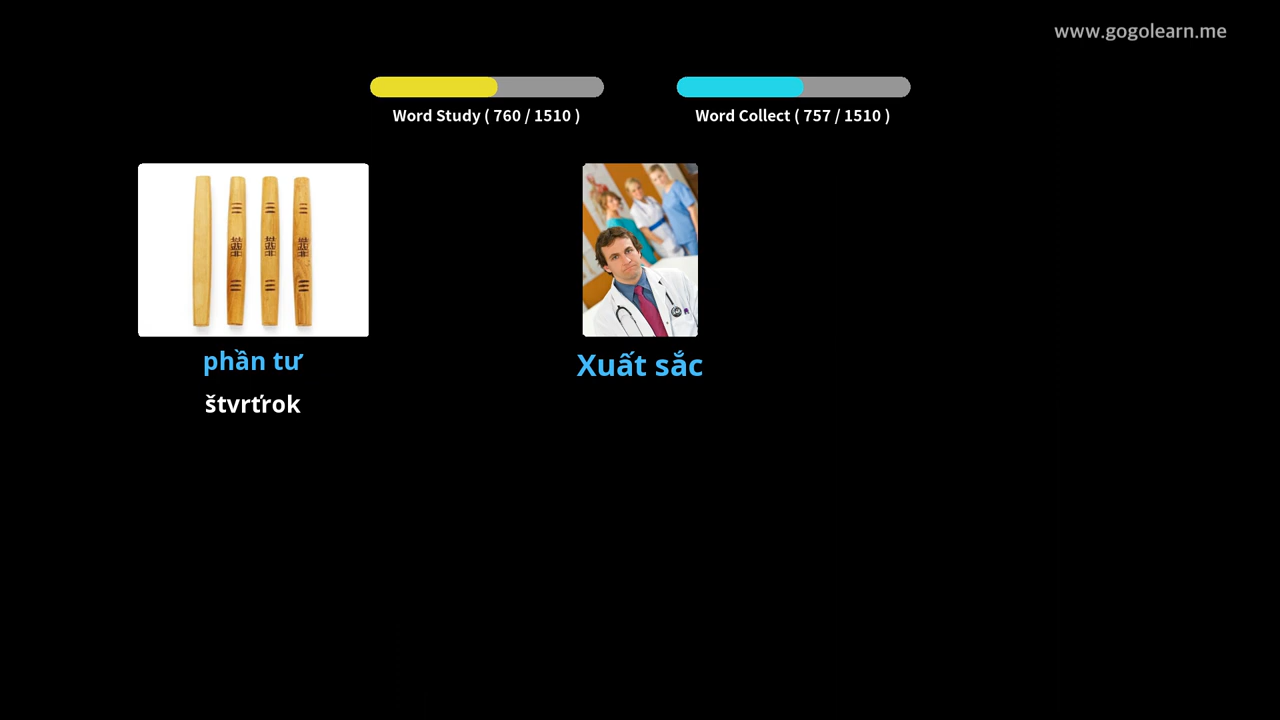 www.gogolearn.me
Word Study ( 760 / 1510 )
Word Collect ( 757 / 1510 )
phần tư
štvrťrok
Xuất sắc